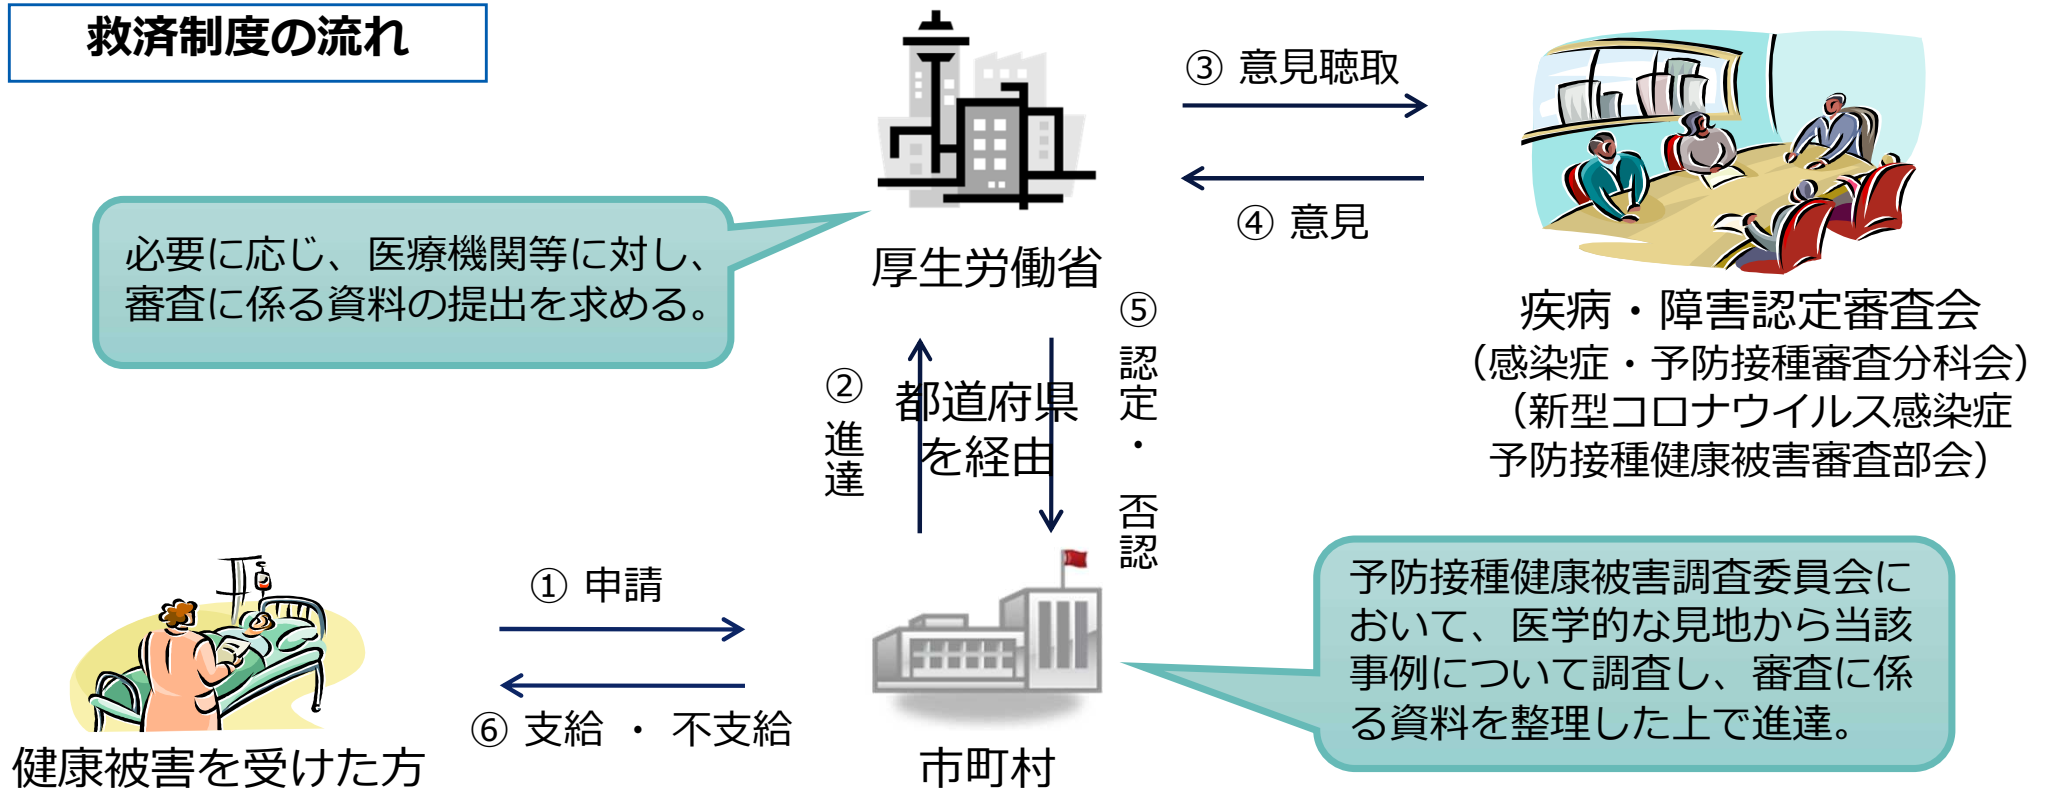 救済制度の流れ
③ 意見聴取
④ 意見
必要に応じ、医療機関等に対し、
審査に係る資料の提出を求める。
厚生労働省
疾病・障害認定審査会
（感染症・予防接種審査分科会）
（新型コロナウイルス感染症
予防接種健康被害審査部会）
② 進達
都道府県
を経由
⑤ 認定・否認
① 申請
⑥ 支給 ・ 不支給
健康被害を受けた方
市町村
予防接種健康被害調査委員会に
おいて、医学的な見地から当該
事例について調査し、審査に係
る資料を整理した上で進達。